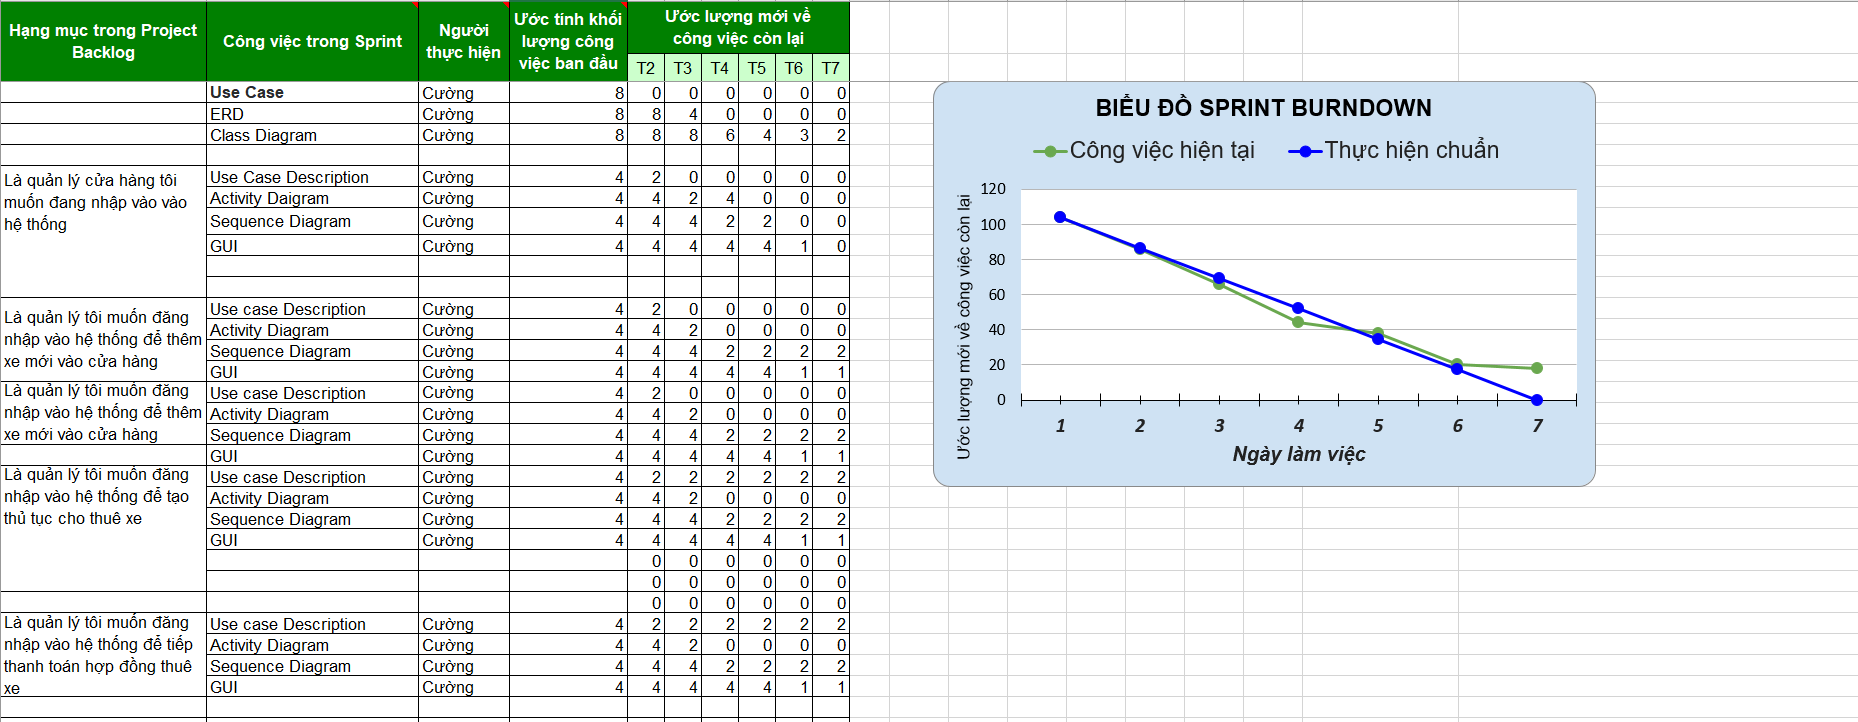 Hạng mục trong Project
Backlog
Công việc trong Sprint
Người
thực hiện
Ước tính khối
lượng công
việc ban đầu
Ước lượng mới về
công việc còn lại
T2 T3 T4 T5 T6 T7
Use Case Cường 8 0 0 0 0 0 0
ERD Cường 8 8 4 0 0 0 0
Class Diagram Cường 8 8 8 6 4 3 2
Là quản lý cửa hàng tôi
muốn đang nhập vào vào
hệ thống
Use Case Description Cường 4 2 0 0 0 0 0
Activity Daigram Cường 4 4 2 4 0 0 0
Sequence Diagram Cường 4 4 4 2 2 0 0
GUI Cường 4 4 4 4 4 1 0
Là quản lý tôi muốn đăng
nhập vào hệ thống để thêm
xe mới vào cửa hàng
Use case Description Cường 4 2 0 0 0 0 0
Activity Diagram Cường 4 4 2 0 0 0 0
Sequence Diagram Cường 4 4 4 2 2 2 2
GUI Cường 4 4 4 4 4 1 1
Là quản lý tôi muốn đăng
nhập vào hệ thống để thêm
xe mới vào cửa hàng
Use case Description Cường 4 2 0 0 0 0 0
Activity Diagram Cường 4 4 2 0 0 0 0
Sequence Diagram Cường 4 4 4 2 2 2 2
GUI Cường 4 4 4 4 4 1 1
Là quản lý tôi muốn đăng
nhập vào hệ thống để tạo
thủ tục cho thuê xe
Use case Description Cường 4 2 2 2 2 2 2
Activity Diagram Cường 4 4 2 0 0 0 0
Sequence Diagram Cường 4 4 4 2 2 2 2
GUI Cường 4 4 4 4 4 1 1
0 0 0 0 0 0
0 0 0 0 0 0
0 0 0 0 0 0
Là quản lý tôi muốn đăng
nhập vào hệ thống để tiếp
thanh toán hợp đồng thuê
xe
Use case Description Cường 4 2 2 2 2 2 2
Activity Diagram Cường 4 4 2 0 0 0 0
Sequence Diagram Cường 4 4 4 2 2 2 2
GUI Cường 4 4 4 4 4 1 1
BIỂU ĐỒ SPRINT BURNDOWN
Công việc hiện tại Thực hiện chuẩn
Ước lượng mới về công việc còn lại
120
100
80
60
40
20
0
1 2 3 4 5 6 7
Ngày làm việc